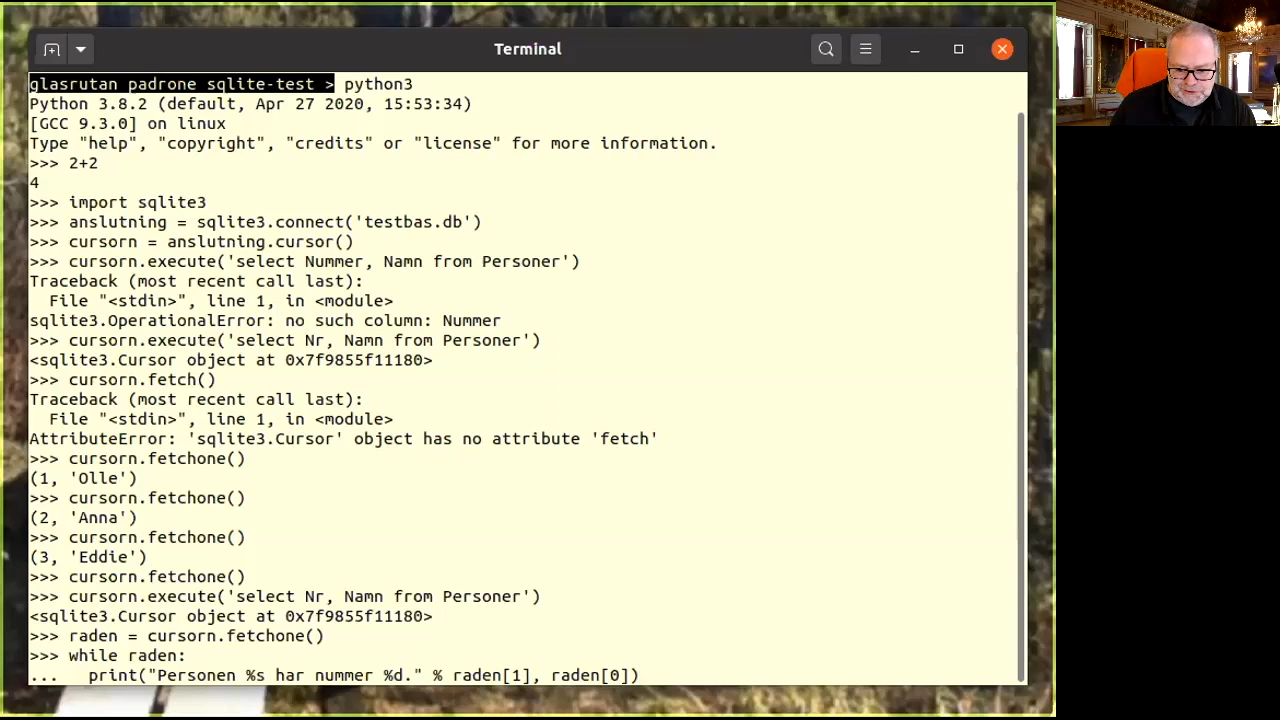 Terminal
glasrutan padrone sqlite-test > python3
Python 3.8.2 (default, Apr 27 2020, 15:53:34)
[GCC 9.3.0] on linux
Type "help", "copyright", "credits" or "license" for more information.
>>> 2+2
4
>>> import sqlite3
>>> anslutning = sqlite3.connect('testbas.db')
>>> cursorn = anslutning.cursor()
>>> cursorn.execute('select Nummer, Namn from Personer')
Traceback (most recent call last):
  File "<stdin>", line 1, in <module>
sqlite3.OperationalError: no such column: Nummer
>>> cursorn.execute('select Nr, Namn from Personer')
<sqlite3.Cursor object at 0x7f9855f11180>
>>> cursorn.fetch()
Traceback (most recent call last):
  File "<stdin>", line 1, in <module>
AttributeError: 'sqlite3.Cursor' object has no attribute 'fetch'
>>> cursorn.fetchone()
(1, 'Olle')
>>> cursorn.fetchone()
(2, 'Anna')
>>> cursorn.fetchone()
(3, 'Eddie')
>>> cursorn.fetchone()
>>> cursorn.execute('select Nr, Namn from Personer')
<sqlite3.Cursor object at 0x7f9855f11180>
>>> raden = cursorn.fetchone()
>>> while raden:
...   print("Personen %s har nummer %d." % raden[1], raden[0])